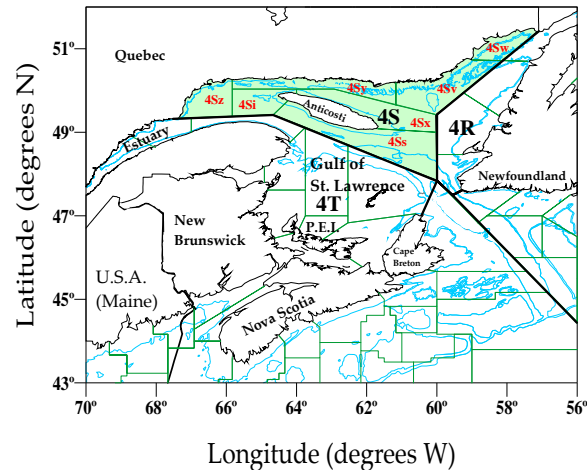 51°
49°
47°
45°
43°
Latitude (degrees N)
Quebec
4Sw
4Sy
4Sv
4Sz
4Si
Anticosti
4S
4Sx
4R
4Ss
Estuary
Gulf of
St. Lawrence
4T
Newfoundland
New
Brunswick
P.E.I.
Cape
Breton
U.S.A.
(Maine)
Nova Scotia
70°
68°
66°
64°
62°
60°
58°
56°
Longitude (degrees W)